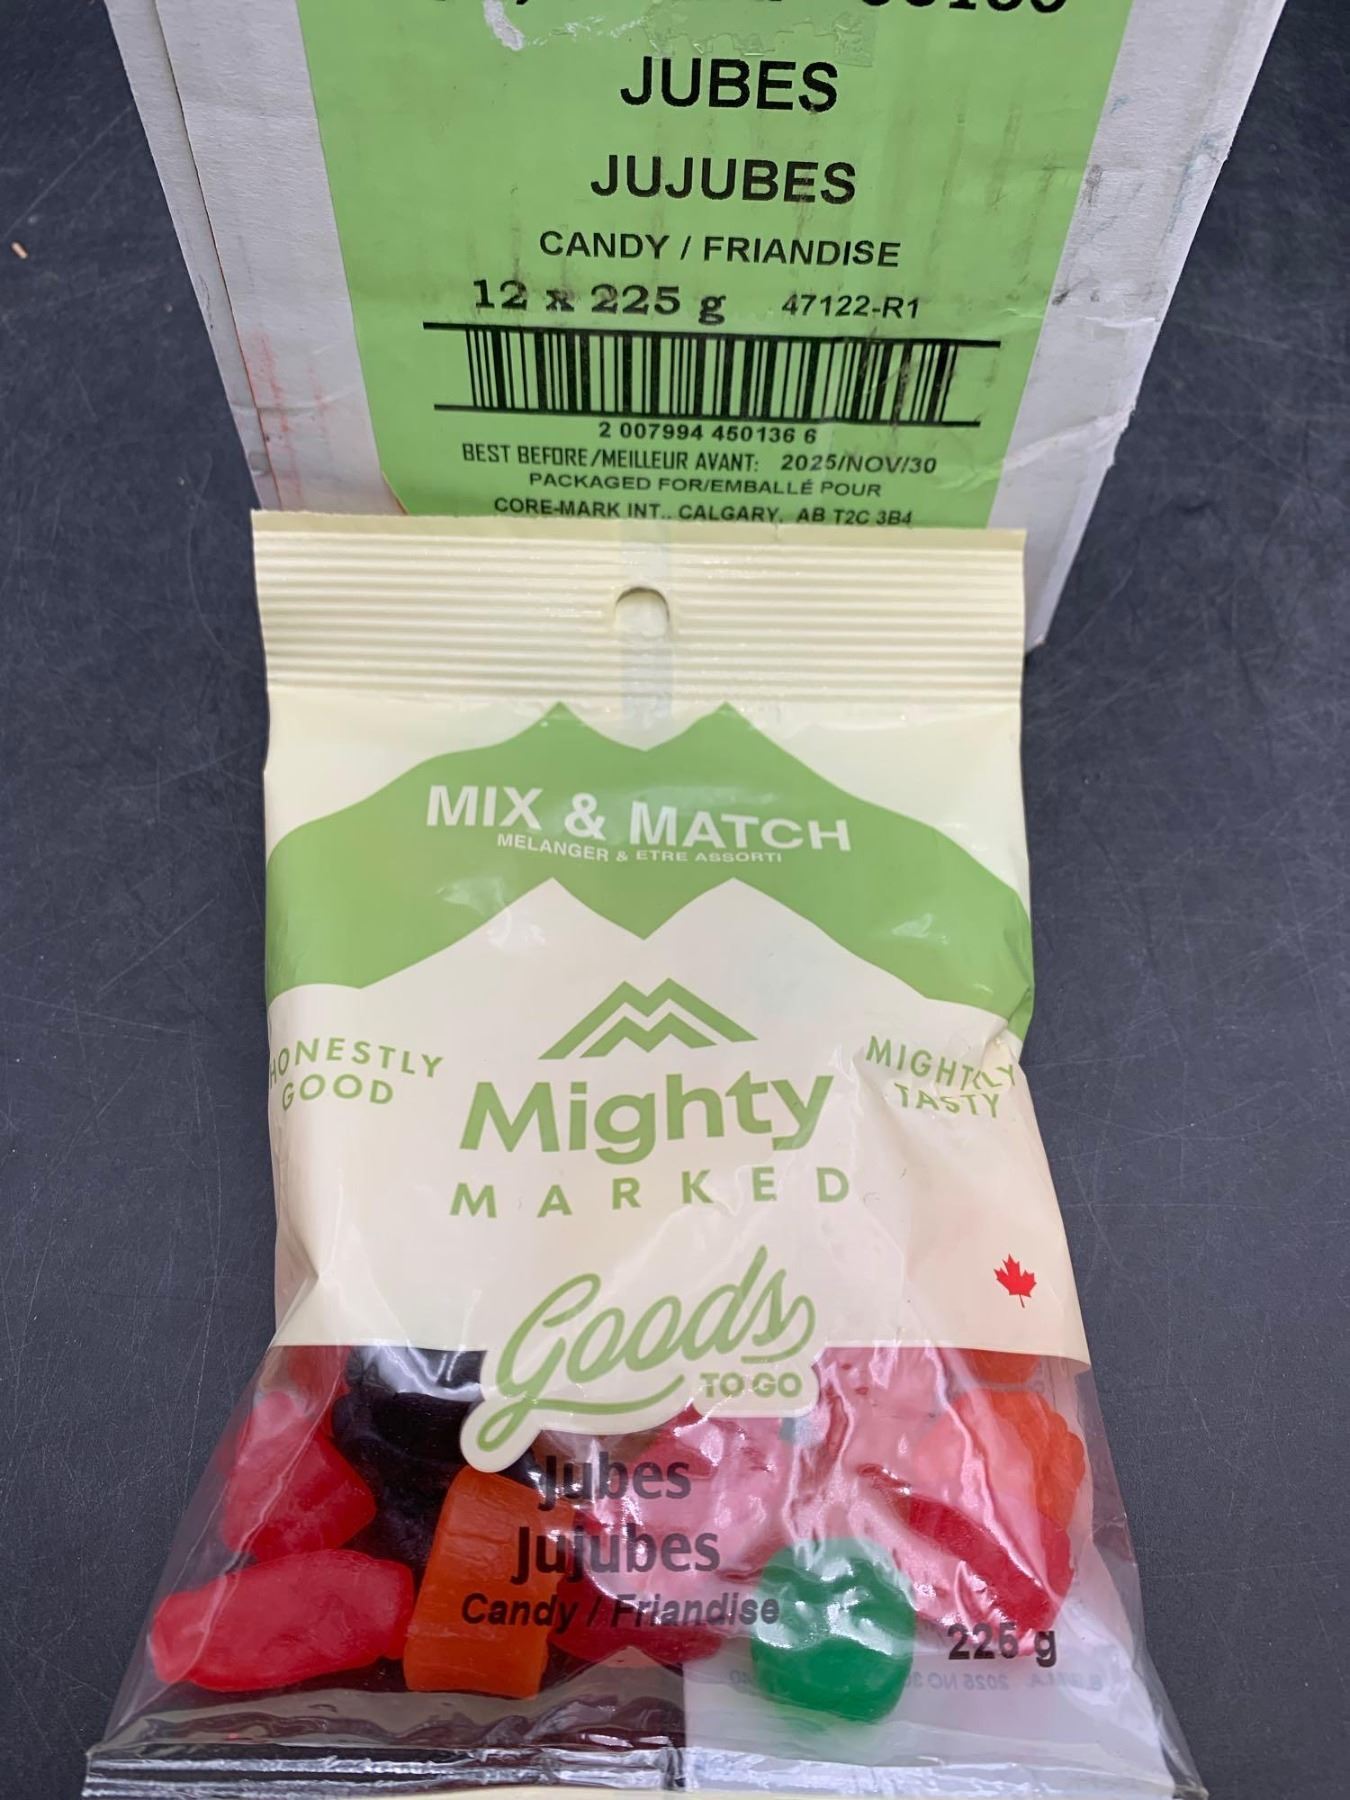 JUBES
JUJUBES
CANDY / FRIANDISE
12 x 225 g 47122-R1
2 007994 450136 6
BEST BEFORE/MEILLEUR AVANT: 2025/NOV/30
PACKAGED FOR/EMBALLÉ POUR
CORE-MARK INT., CALGARY, AB T2C 3B4
MIX & MATCH
MELANGER & ETRE ASSORTI
HONESTLY
GOOD
Mighty
MARKED
MIGHTILY
TASTY
Goods
TO GO
Jubes
Jujubes
Candy / Friandise
225 g